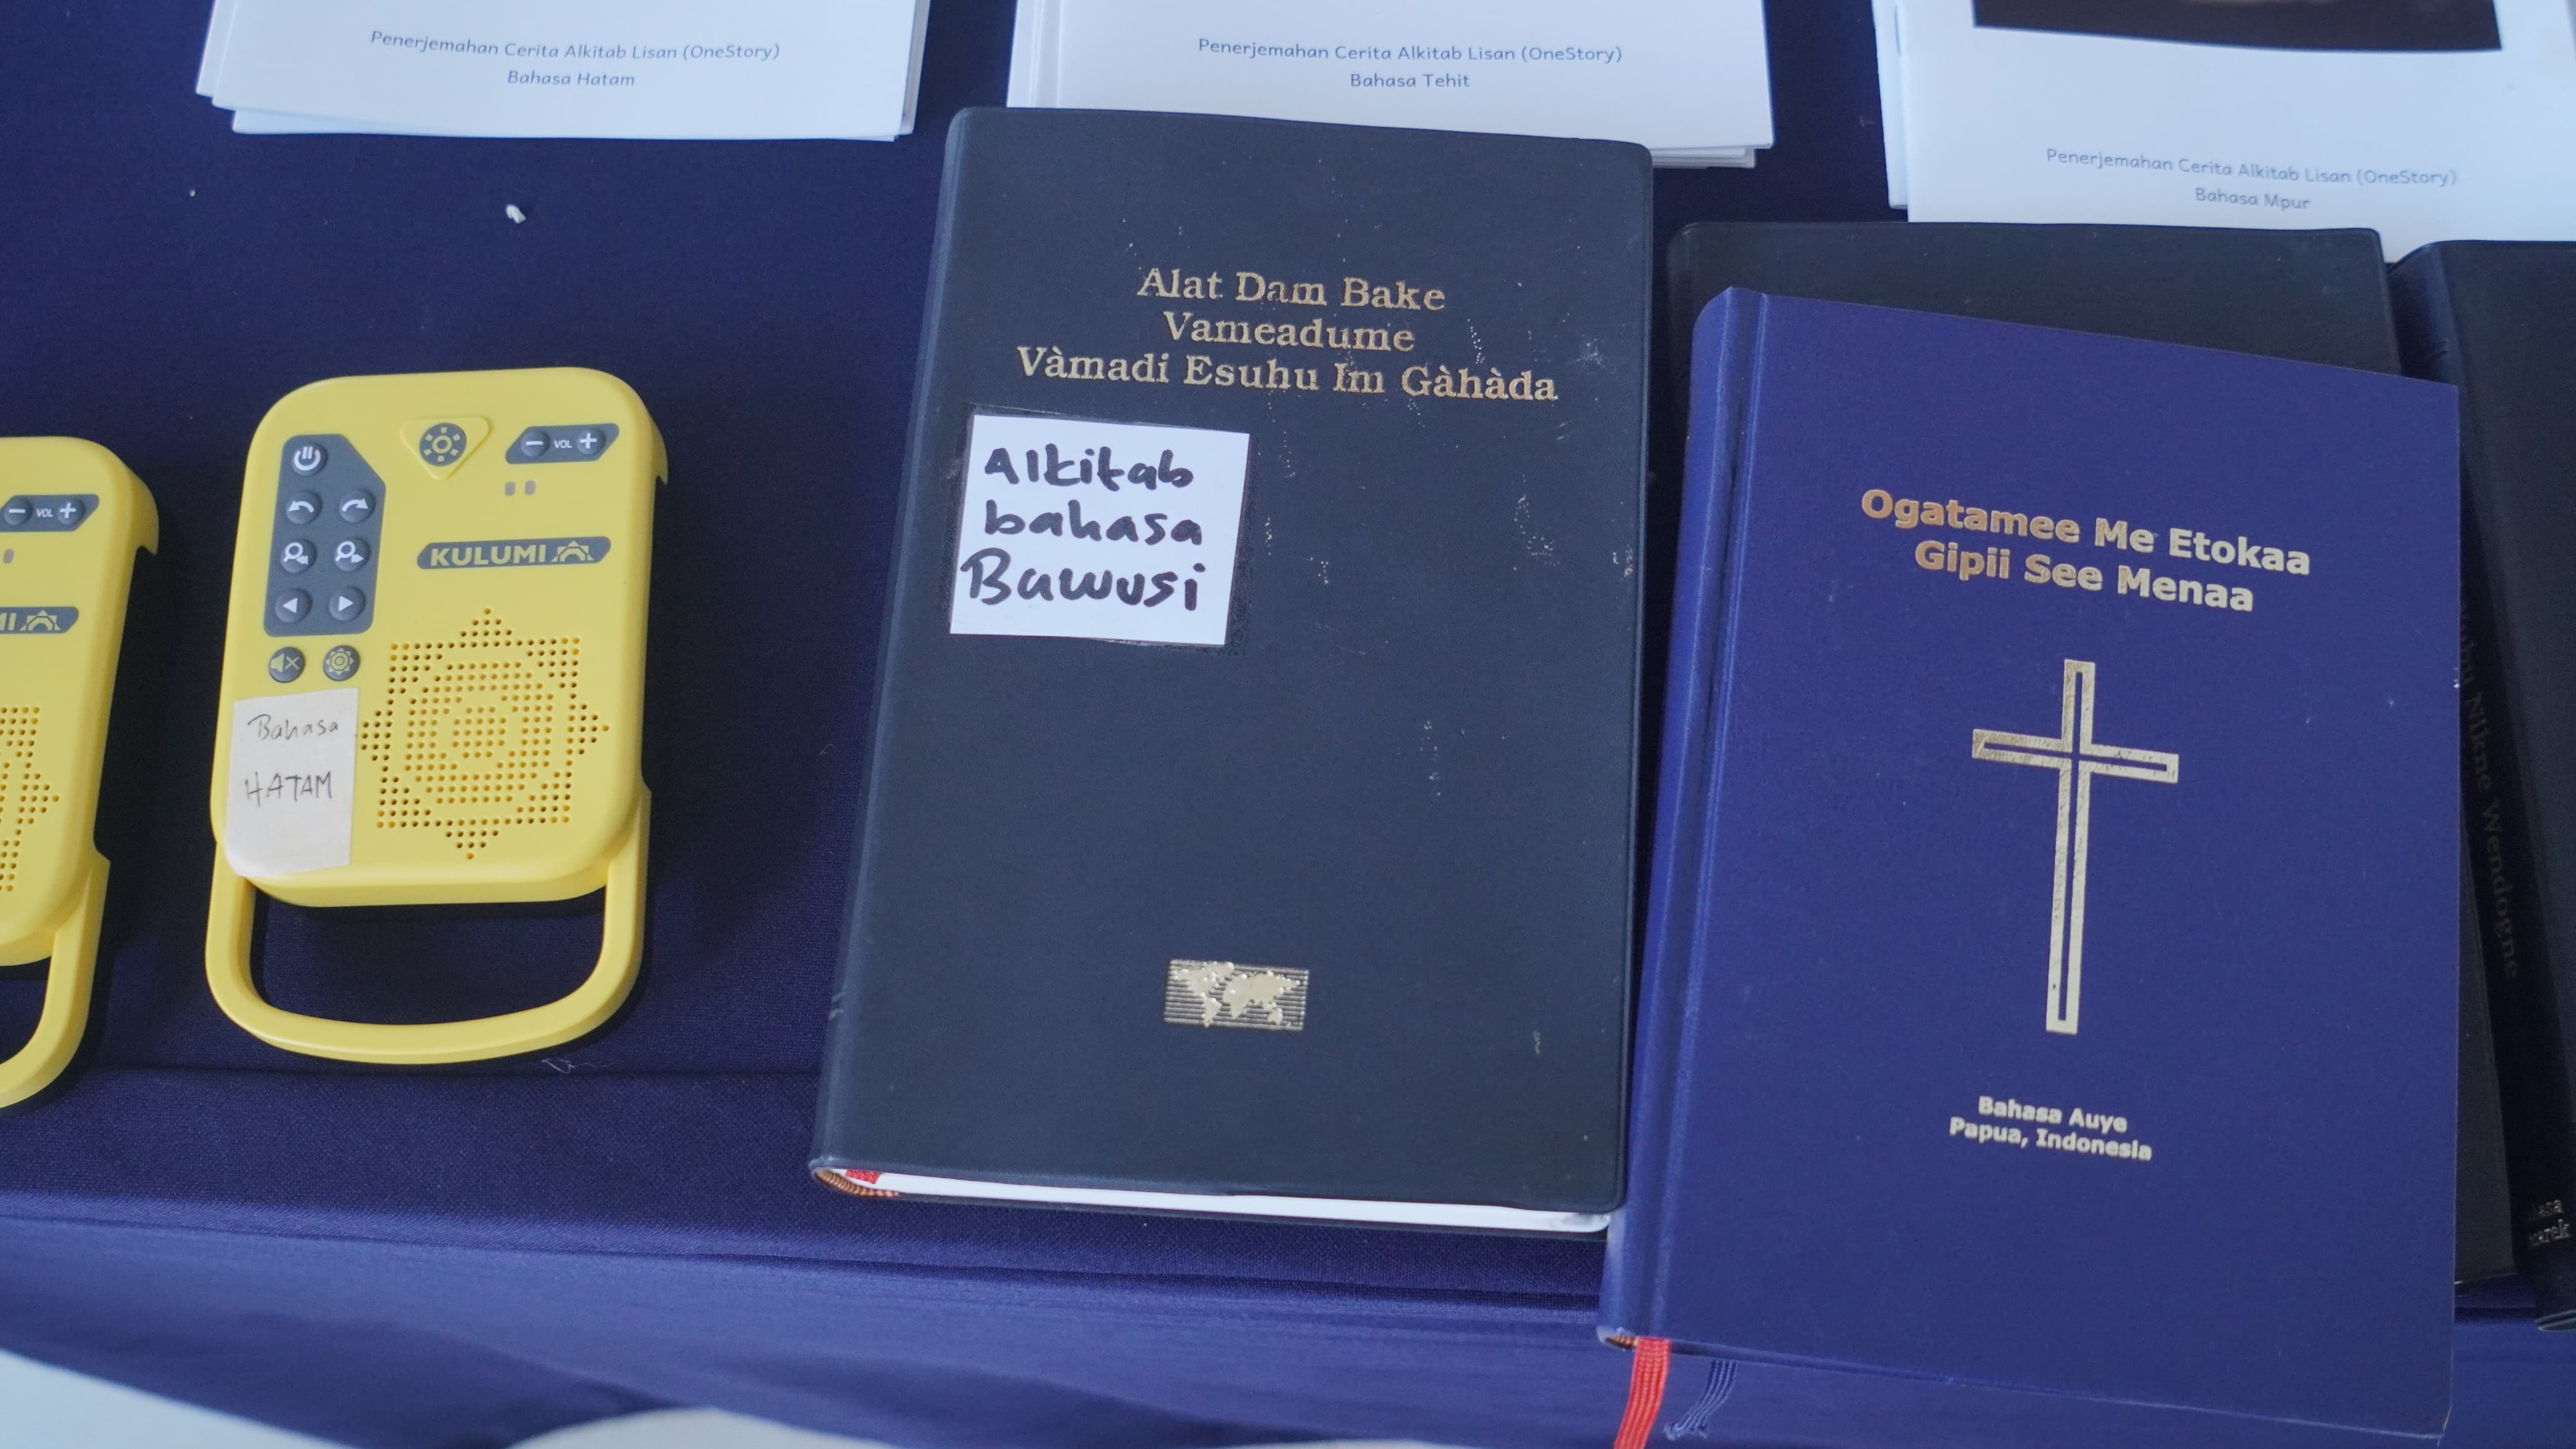 Penerjemahan Cerita Alkitab Lisan (OneStory)
Bahasa Hatam
Penerjemahan Cerita Alkitab Lisan (OneStory)
Bahasa Tehit
Penerjemahan Cerita Alkitab Lisan (OneStory)
Bahasa Mpur
VOL
VOL
KULUMI
Bahasa
HATAM
Alat Dam Bake
Vameadume
Vàmadi Esuhu Im Gàhàda
Alkitab
bahasa
Bawusi
Ogatamee Me Etokaa
Gipii See Menaa
Bahasa Auye
Papua, Indonesia
Nikne Wendogne